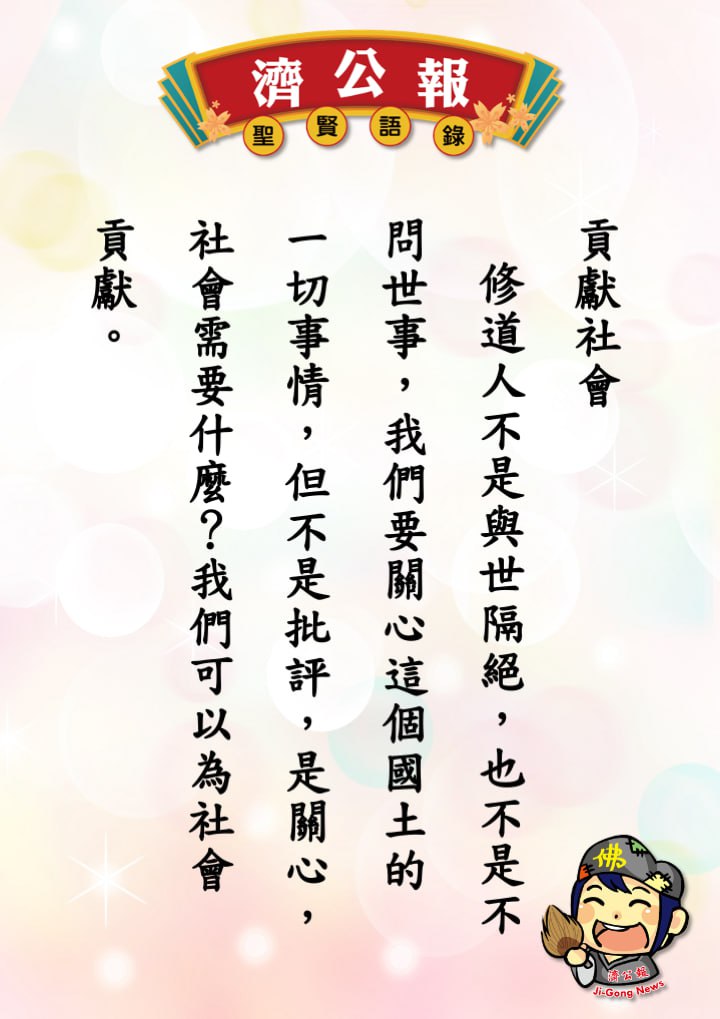 濟公報
聖賢語錄
貢獻社會
修道人不是與世隔絕，也不是不
問世事，我們要關心這個國土的
一切事情，但不是批評，是關心，
社會需要什麼？我們可以為社會
貢獻。
佛
濟公報
Ji-Gong News